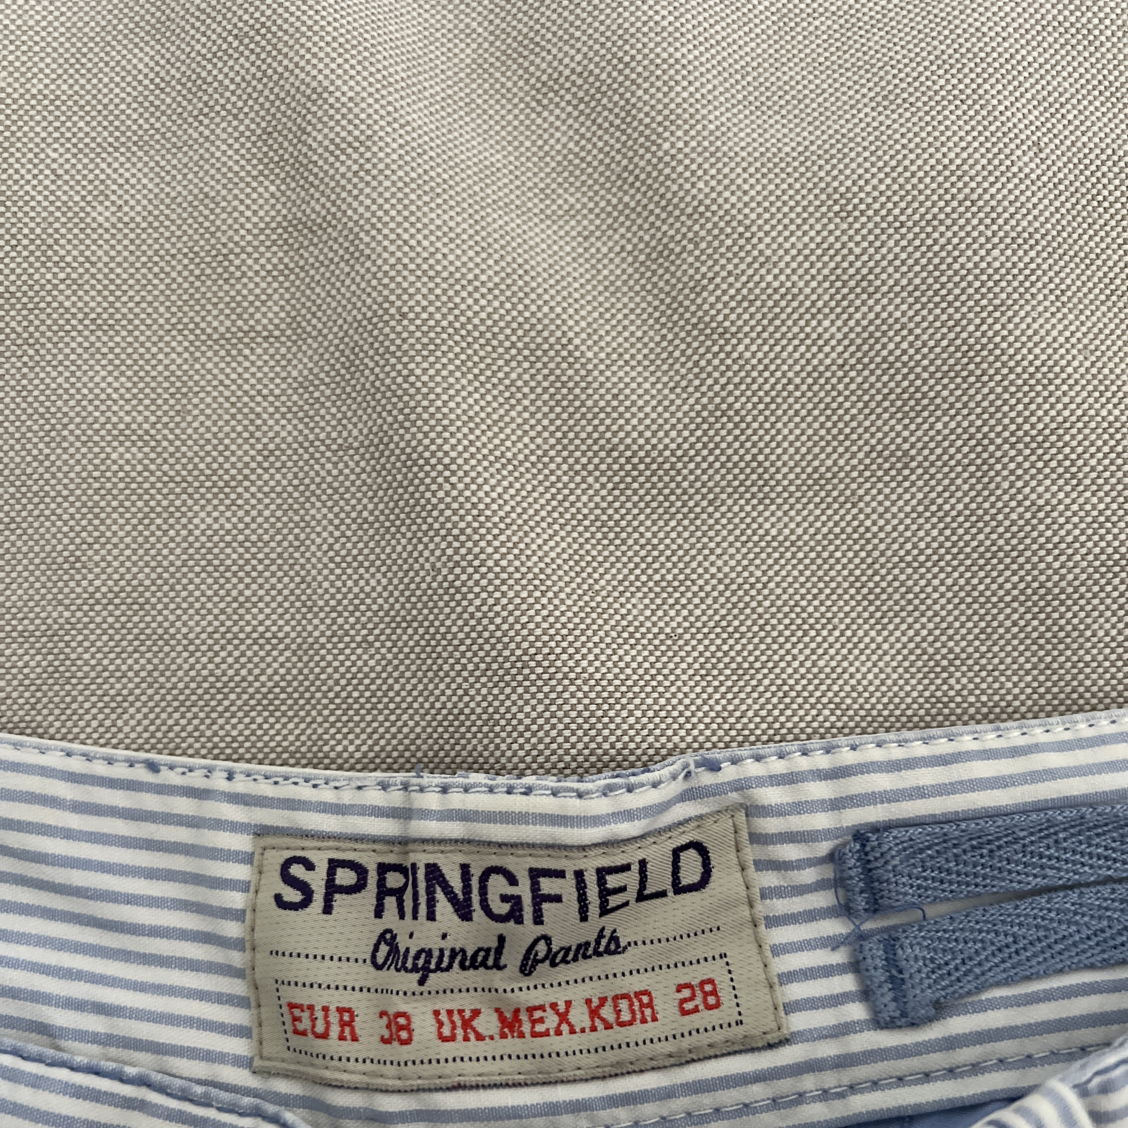 SPRINGFIELD
Original Pants
EUR 38 UK.MEX.KOR 28